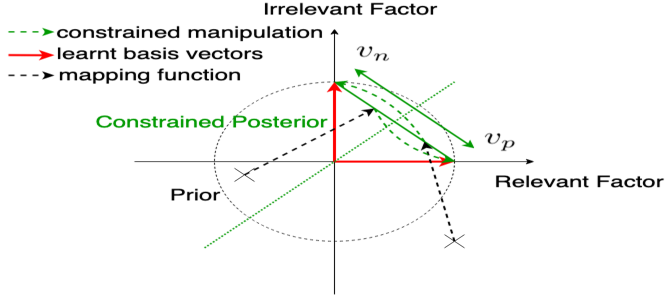 Irrelevant Factor
constrained manipulation
learnt basis vectors
mapping function
v_n
Constrained Posterior
v_p
Relevant Factor
Prior